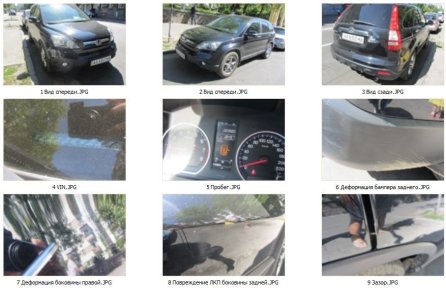 1 Вид спереди.JPG
2 Вид спереди.JPG
3 Вид сзади.JPG
4 VIN.JPG
5 Пробег.JPG
6 Деформация бампера заднего.JPG
7 Деформация боковины правой.JPG
8 Повреждение ЛКП боковины задней.JPG
9 Зазор.JPG